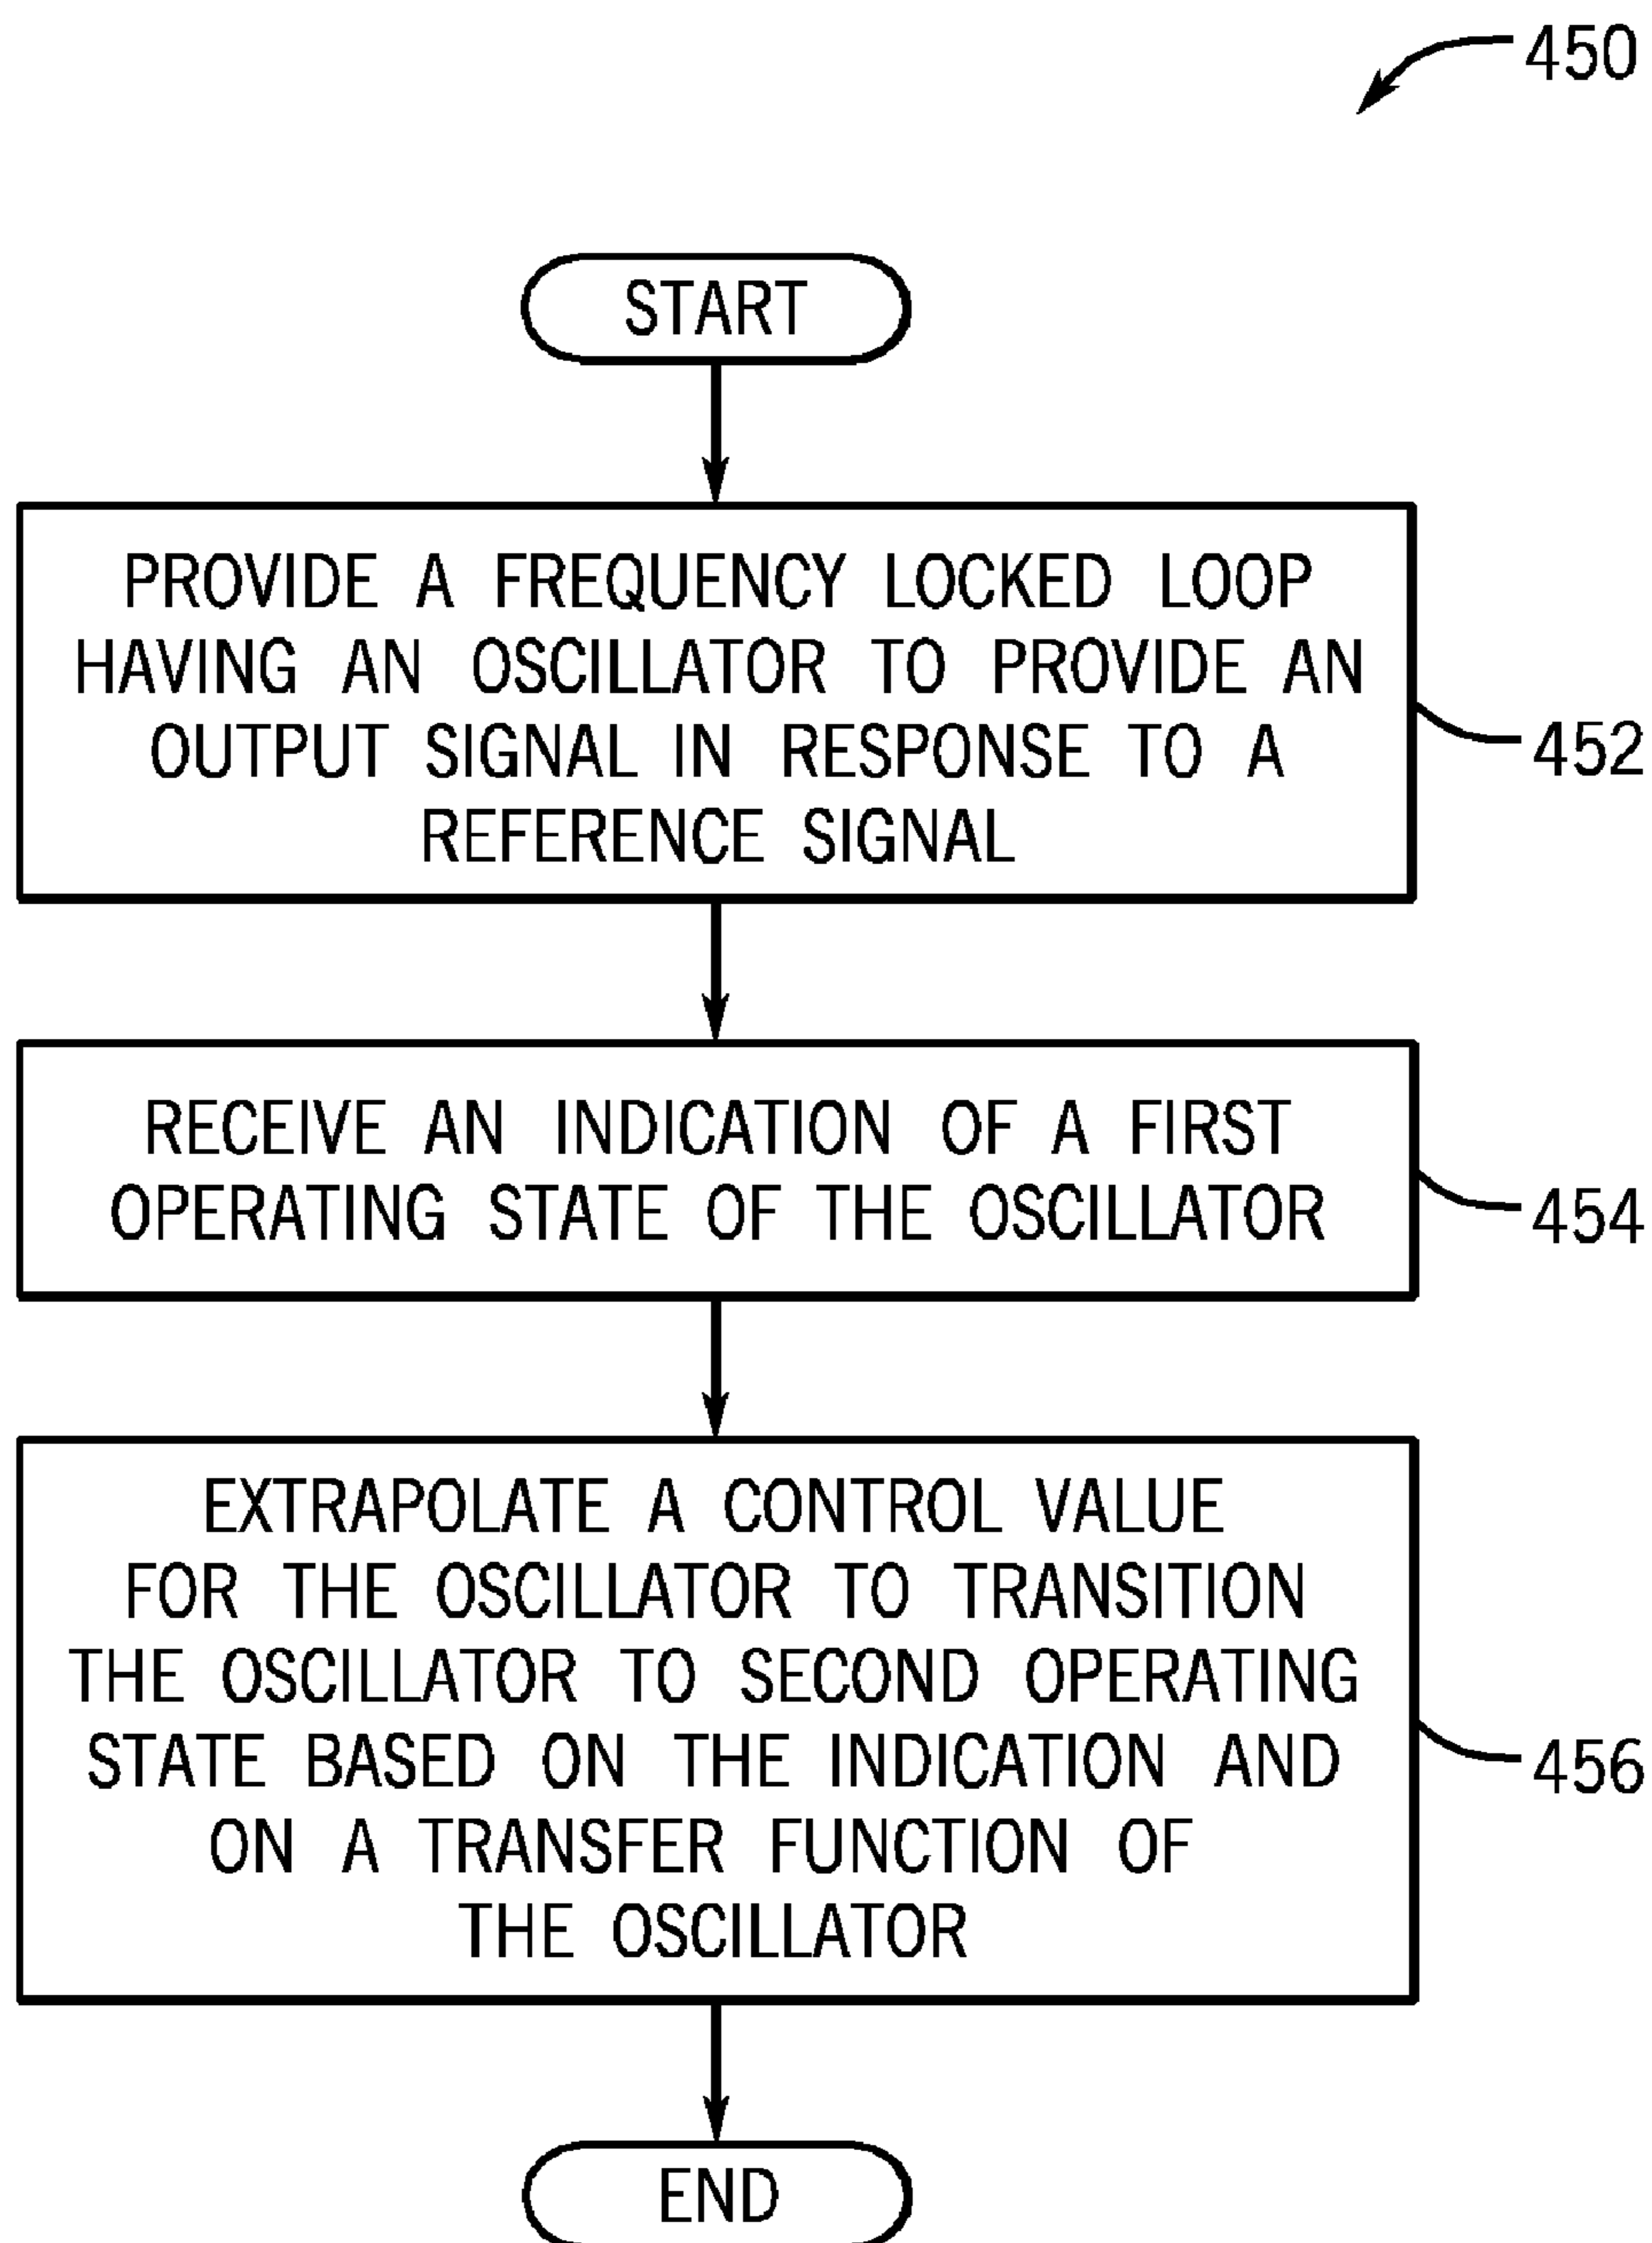 450
START
PROVIDE A FREQUENCY LOCKED LOOP
HAVING AN OSCILLATOR TO PROVIDE AN
OUTPUT SIGNAL IN RESPONSE TO A
REFERENCE SIGNAL
452
RECEIVE AN INDICATION OF A FIRST
OPERATING STATE OF THE OSCILLATOR
454
EXTRAPOLATE A CONTROL VALUE
FOR THE OSCILLATOR TO TRANSITION
THE OSCILLATOR TO SECOND OPERATING
STATE BASED ON THE INDICATION AND
ON A TRANSFER FUNCTION OF
THE OSCILLATOR
456
END